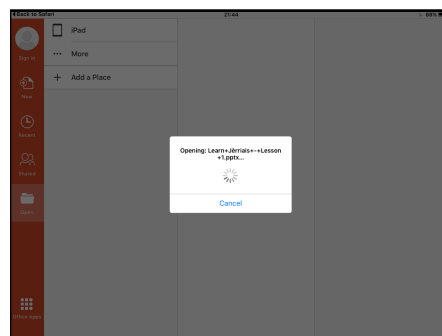 ◀Back to Safari
21:44
88%
iPad
Sign In
More
Add a Place
New
Recent
Opening: Learn+Jèrriais+-+Lesson
+1.pptx...
Shared
Cancel
Open
Office Apps